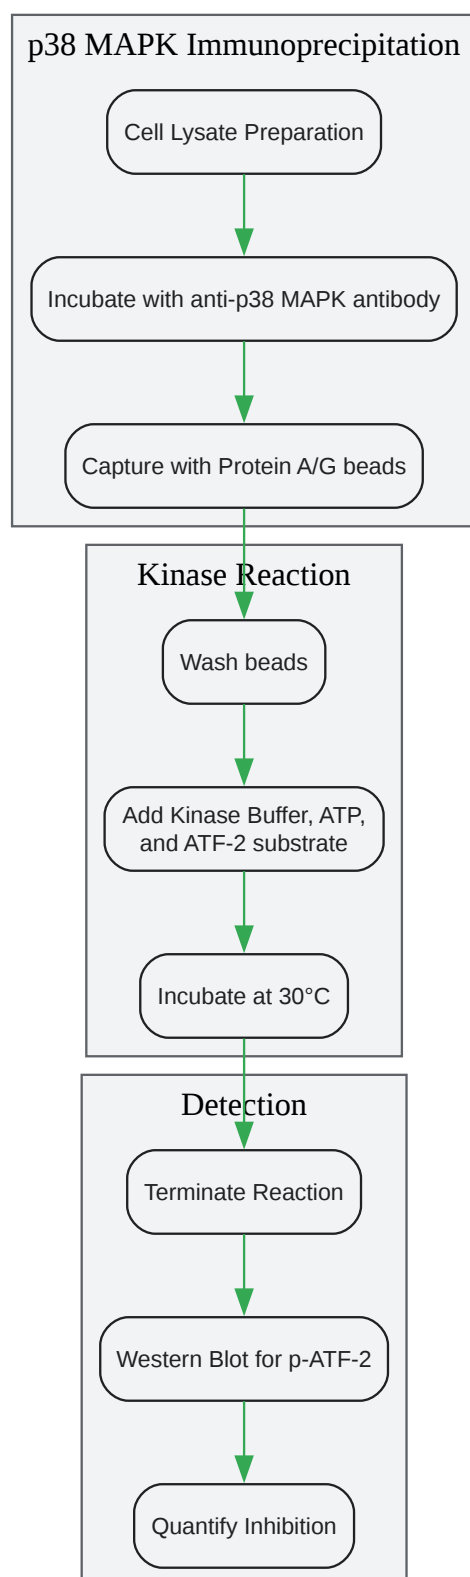 p38 MAPK Immunoprecipitation
Cell Lysate Preparation
Incubate with anti-p38 MAPK antibody
Capture with Protein A/G beads
Kinase Reaction
Wash beads
Add Kinase Buffer, ATP,
and ATF-2 substrate
Incubate at 30°C
Detection
Terminate Reaction
Western Blot for p-ATF-2
Quantify Inhibition